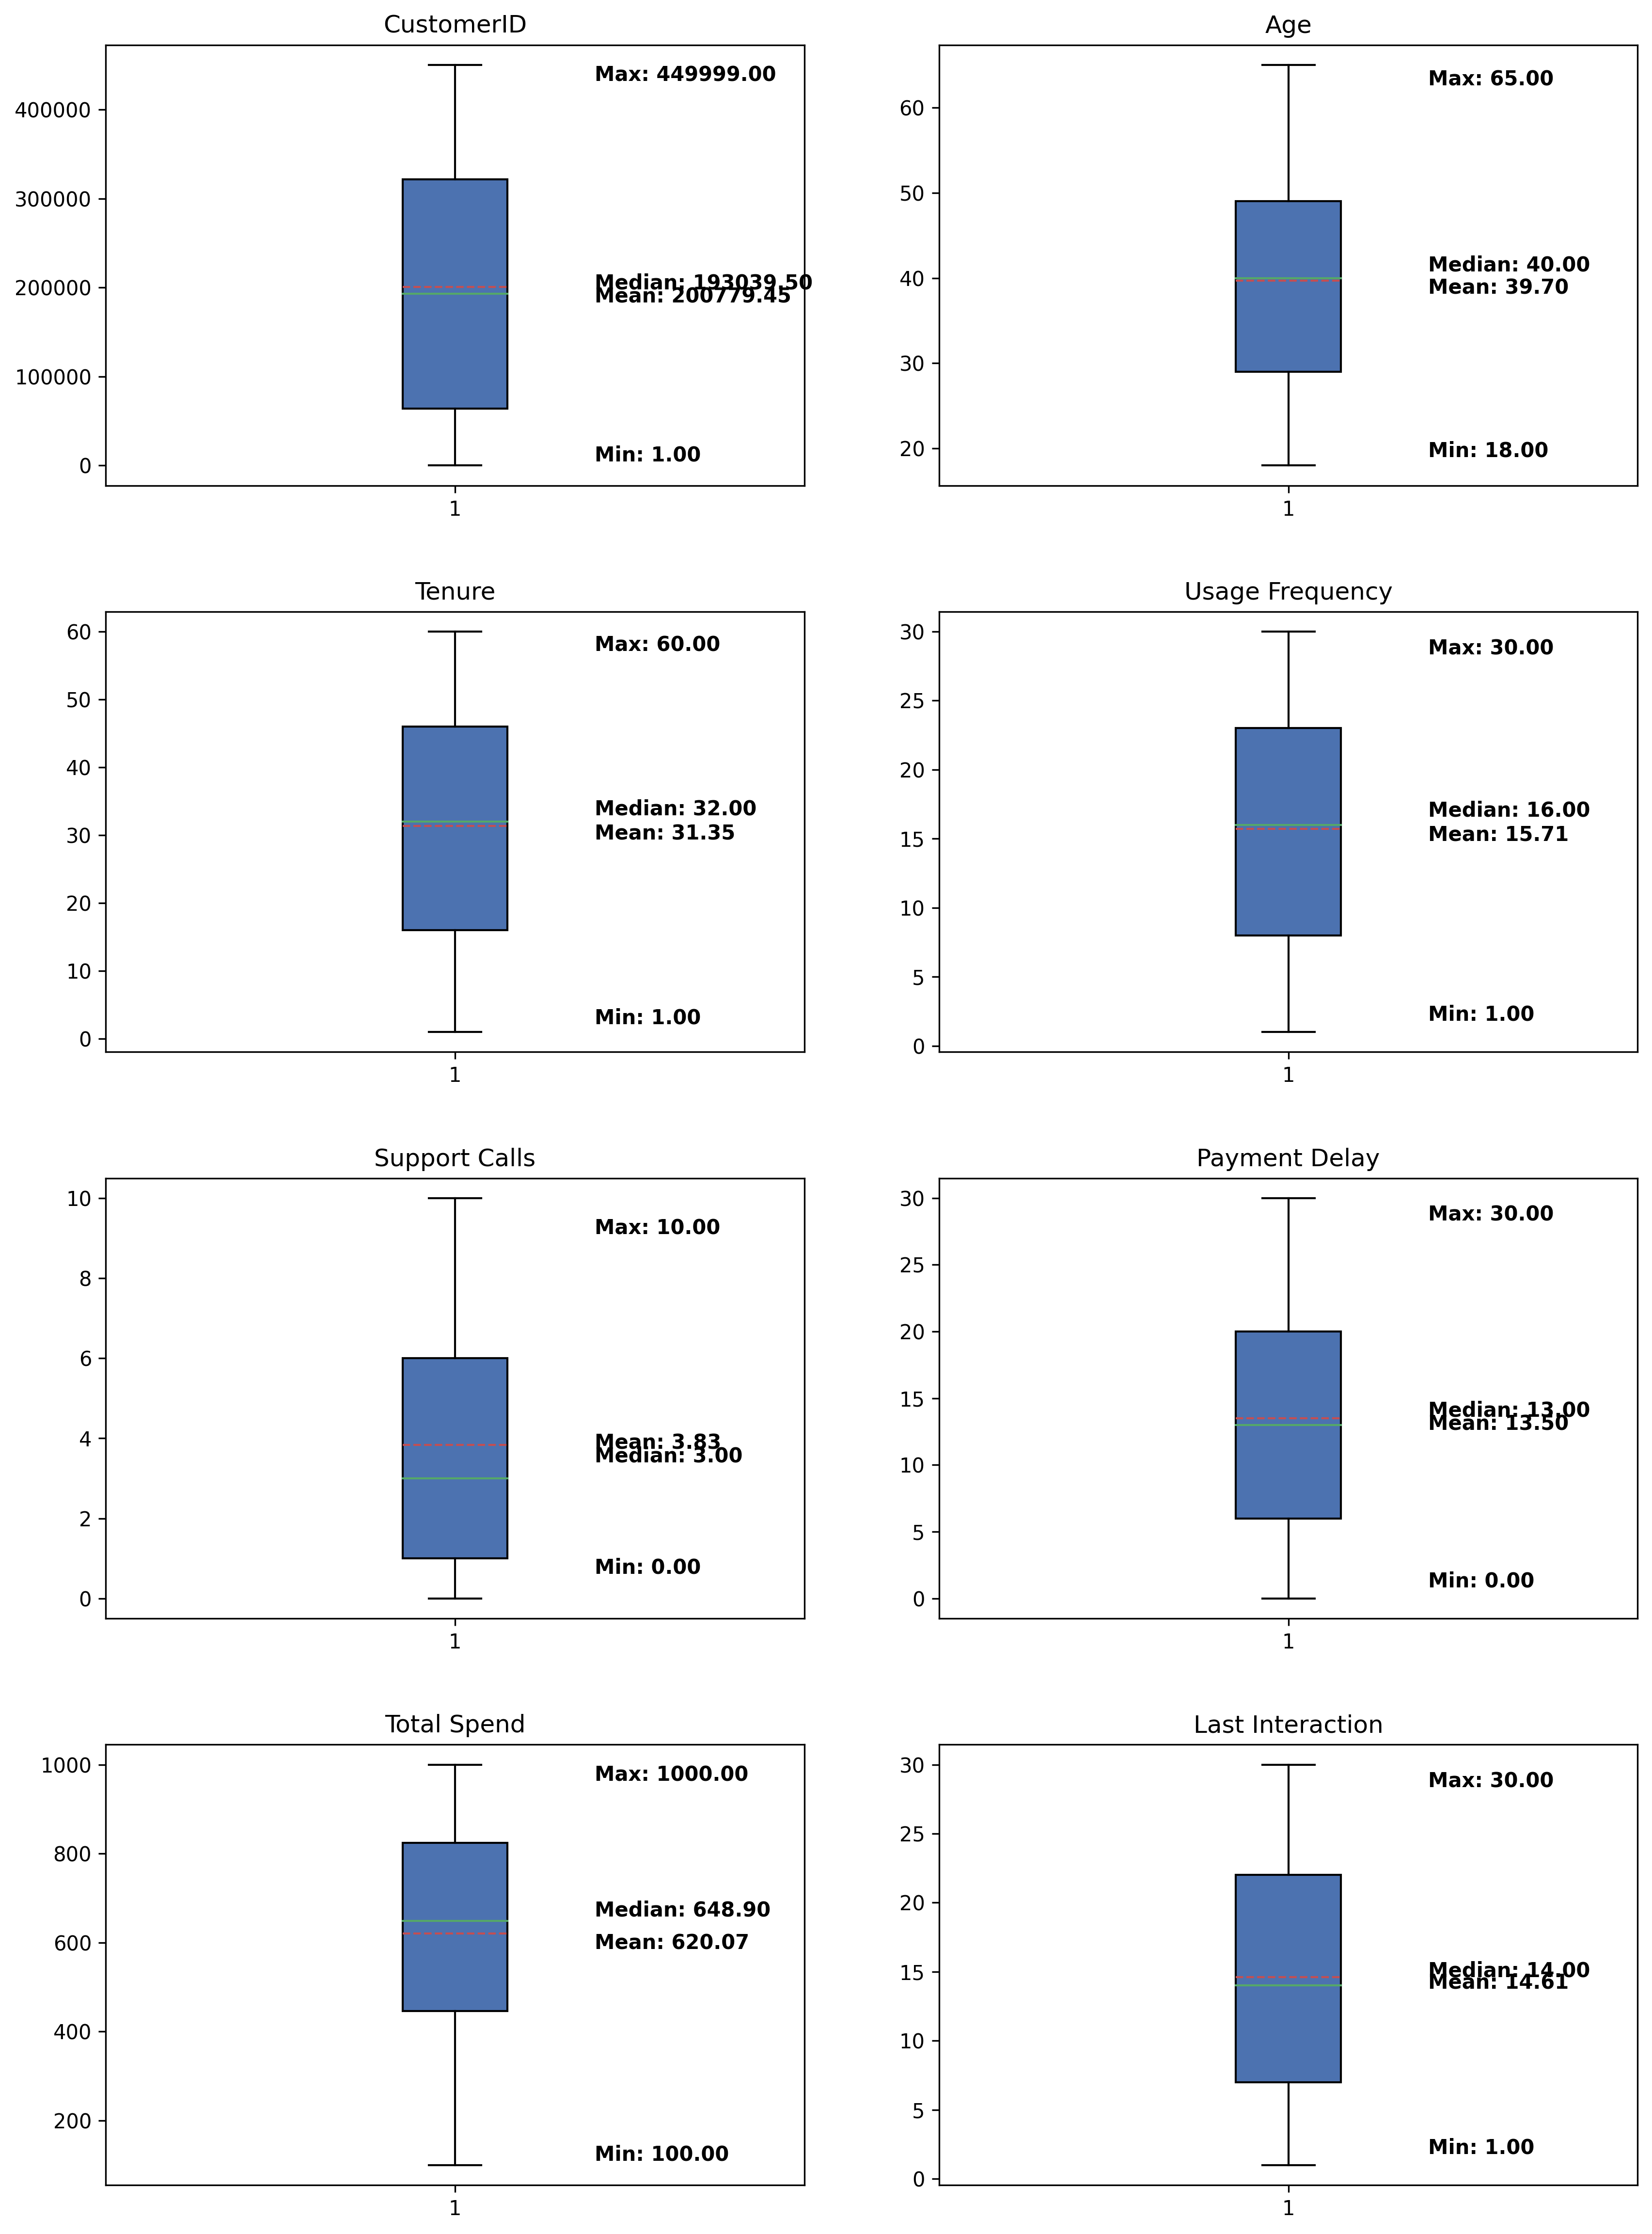 CustomerID
Max: 449999.00
400000
300000
Median: 193039.50
200000
Mean: 200779.45
100000
Min: 1.00
0
1
Age
Max: 65.00
60
50
Median: 40.00
40
Mean: 39.70
30
Min: 18.00
20
1
Tenure
60
Max: 60.00
50
40
Median: 32.00
30
Mean: 31.35
20
10
Min: 1.00
0
1
Usage Frequency
30
Max: 30.00
25
20
Median: 16.00
15
Mean: 15.71
10
5
Min: 1.00
0
1
Support Calls
10
Max: 10.00
8
6
4
Mean: 3.83
Median: 3.00
2
Min: 0.00
0
1
Payment Delay
30
Max: 30.00
25
20
15
Median: 13.00
Mean: 13.50
10
5
Min: 0.00
0
1
Total Spend
1000
Max: 1000.00
800
Median: 648.90
600
Mean: 620.07
400
200
Min: 100.00
1
Last Interaction
30
Max: 30.00
25
20
15
Median: 14.00
Mean: 14.61
10
5
Min: 1.00
0
1